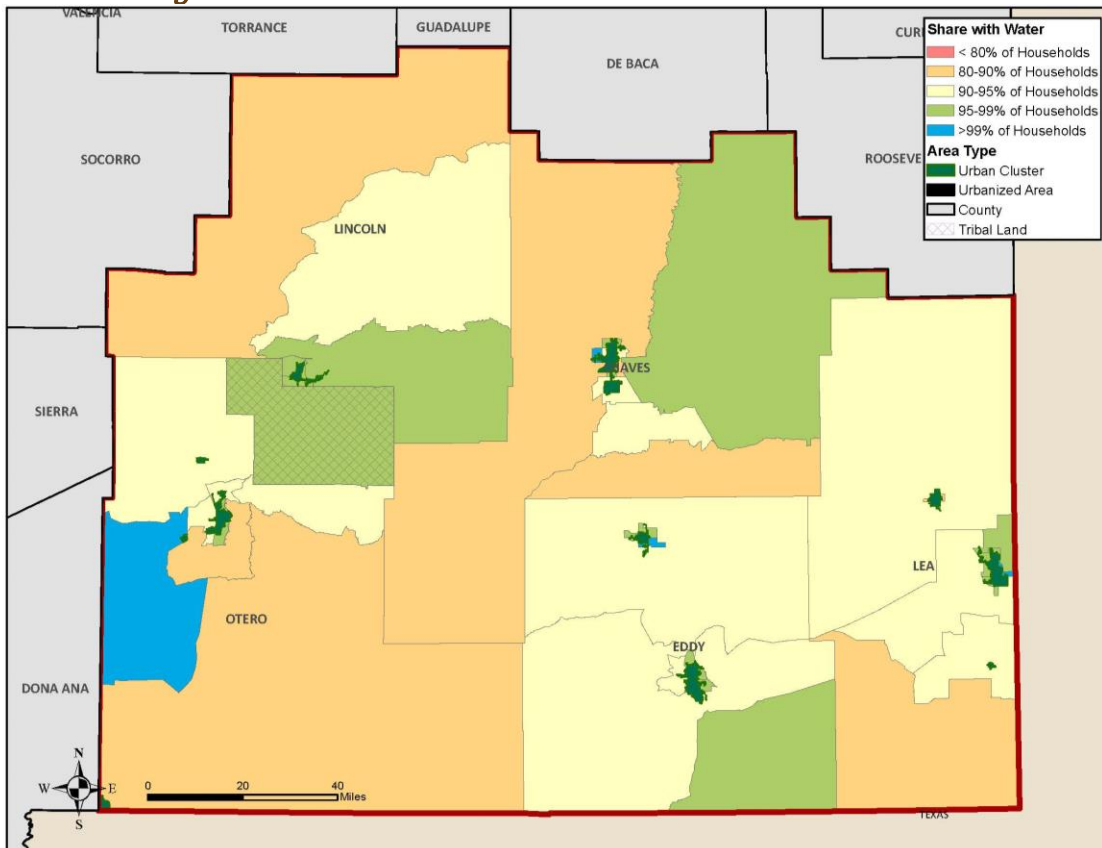 VALENCIA
TORRANCE
GUADALUPE
DE BACA
SOCORRO
LINCOLN
SIERRA
DONA ANA
OTERO
EDDY
LEA
Share with Water
< 80% of Households
80-90% of Households
90-95% of Households
95-99% of Households
>99% of Households
Area Type
Urban Cluster
Urbanized Area
County
Tribal Land
N
W E
S
0 20 40
Miles
TEXAS